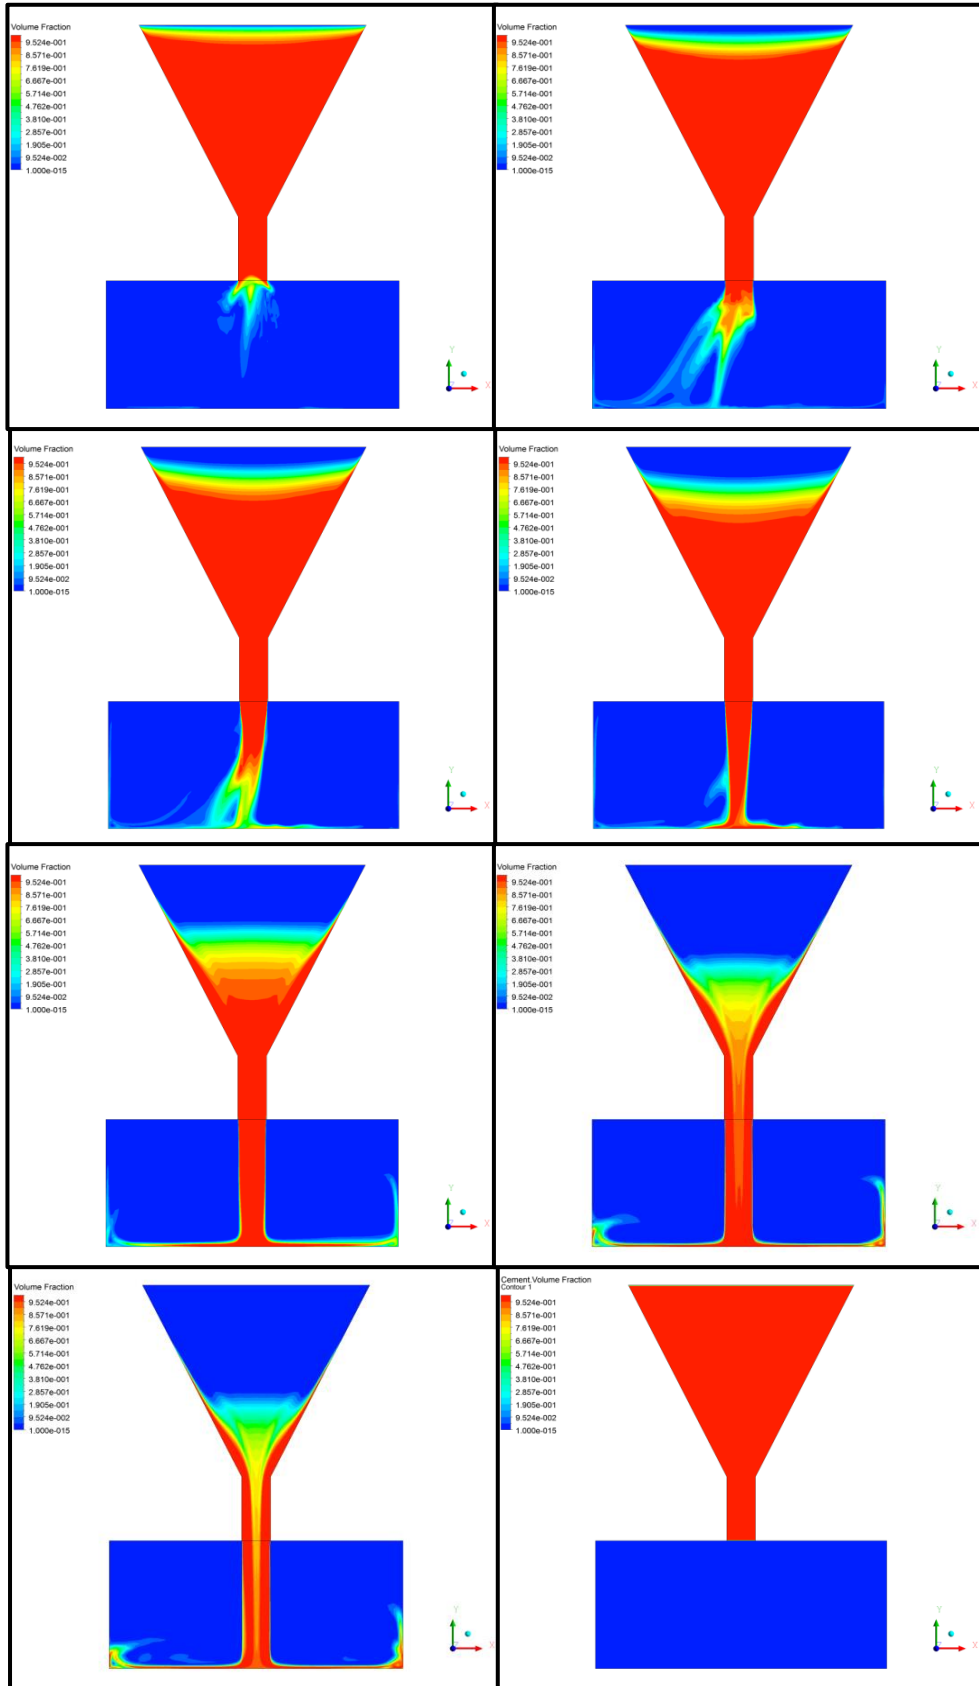 Volume Fraction
9.524e-001
8.571e-001
7.619e-001
6.667e-001
5.714e-001
4.762e-001
3.810e-001
2.857e-001
1.905e-001
9.524e-002
1.000e-015
Y
Z
X
Volume Fraction
9.524e-001
8.571e-001
7.619e-001
6.667e-001
5.714e-001
4.762e-001
3.810e-001
2.857e-001
1.905e-001
9.524e-002
1.000e-015
Y
Z
X
Volume Fraction
9.524e-001
8.571e-001
7.619e-001
6.667e-001
5.714e-001
4.762e-001
3.810e-001
2.857e-001
1.905e-001
9.524e-002
1.000e-015
Y
Z
X
Volume Fraction
9.524e-001
8.571e-001
7.619e-001
6.667e-001
5.714e-001
4.762e-001
3.810e-001
2.857e-001
1.905e-001
9.524e-002
1.000e-015
Y
Z
X
Volume Fraction
9.524e-001
8.571e-001
7.619e-001
6.667e-001
5.714e-001
4.762e-001
3.810e-001
2.857e-001
1.905e-001
9.524e-002
1.000e-015
Y
Z
X
Volume Fraction
9.524e-001
8.571e-001
7.619e-001
6.667e-001
5.714e-001
4.762e-001
3.810e-001
2.857e-001
1.905e-001
9.524e-002
1.000e-015
Y
Z
X
Volume Fraction
9.524e-001
8.571e-001
7.619e-001
6.667e-001
5.714e-001
4.762e-001
3.810e-001
2.857e-001
1.905e-001
9.524e-002
1.000e-015
Y
Z
X
Cement.Volume Fraction
Contour 1
9.524e-001
8.571e-001
7.619e-001
6.667e-001
5.714e-001
4.762e-001
3.810e-001
2.857e-001
1.905e-001
9.524e-002
1.000e-015
Y
Z
X